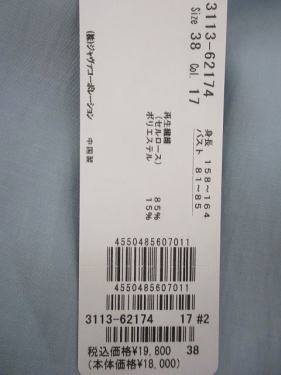 3113-62174
Size 38 Col. 17
身長 158~164
バスト 81~85
再生繊維
(セルロース) 85%
ポリエステル 15%
(株)ジャヴァコーポレーション
中国製
4550485607011
4550485607011
3113-62174 17 #2
税込価格¥19,800 38
(本体価格¥18,000)